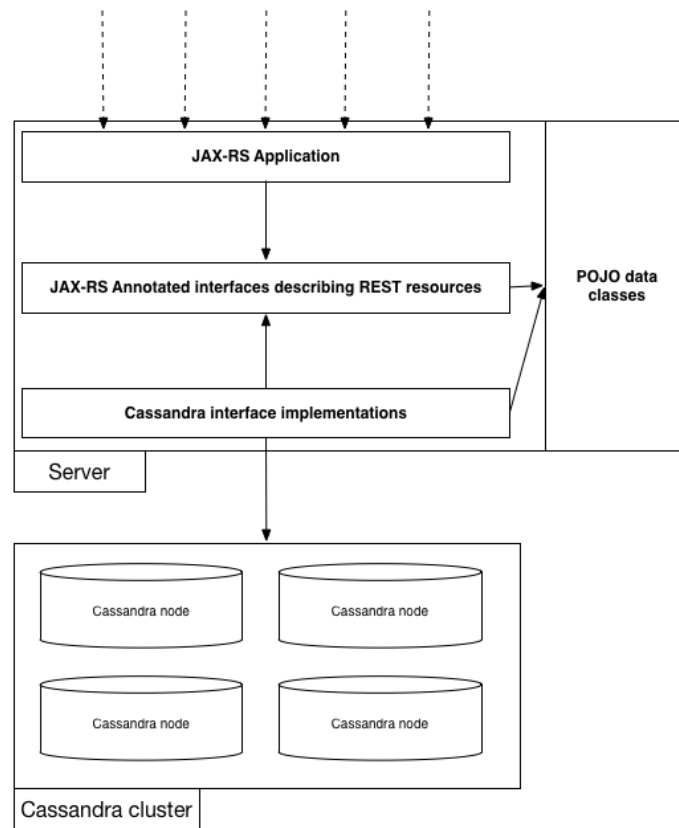 JAX-RS Application
JAX-RS Annotated interfaces describing REST resources
POJO data
classes
Cassandra interface implementations
Server
Cassandra node
Cassandra node
Cassandra node
Cassandra node
Cassandra cluster